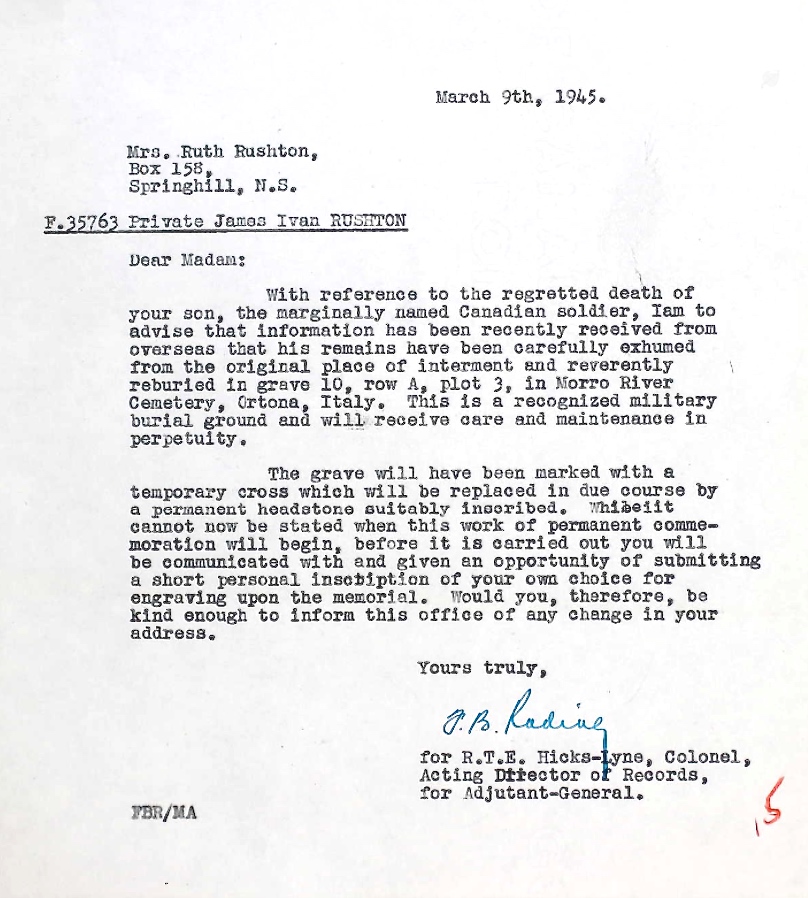 March 9th, 1945.
Mrs. Ruth Rushton,
Box 158,
Springhill, N.S.
F.35763 Private James Ivan RUSHTON
Dear Madam:
With reference to the regretted death of
your son, the marginally named Canadian soldier, Iam to
advise that information has been recently received from
overseas that his remains have been carefully exhumed
from the original place of interment and reverently
reburied in grave 10, row A, plot 3, in Morro River
Cemetery, Ortona, Italy. This is a recognized military
burial ground and will receive care and maintenance in
perpetuity.
The grave will have been marked with a
temporary cross which will be replaced in due course by
a permanent headstone suitably inscribed.
cannot now be stated when this work of permanent comme-
moration will begin, before it is carried out you will
be communicated with and given an opportunity of submitting
a short personal insctiption of your own choice for
engraving upon the memorial. Would you, therefore, be
kind enough to inform this office of any change in your
address.
Yours truly,
F.B.
for R.T.E. Hicks-Lyne, Colonel,
Acting Director of Records,
for Adjutant-General.
FBR/MA